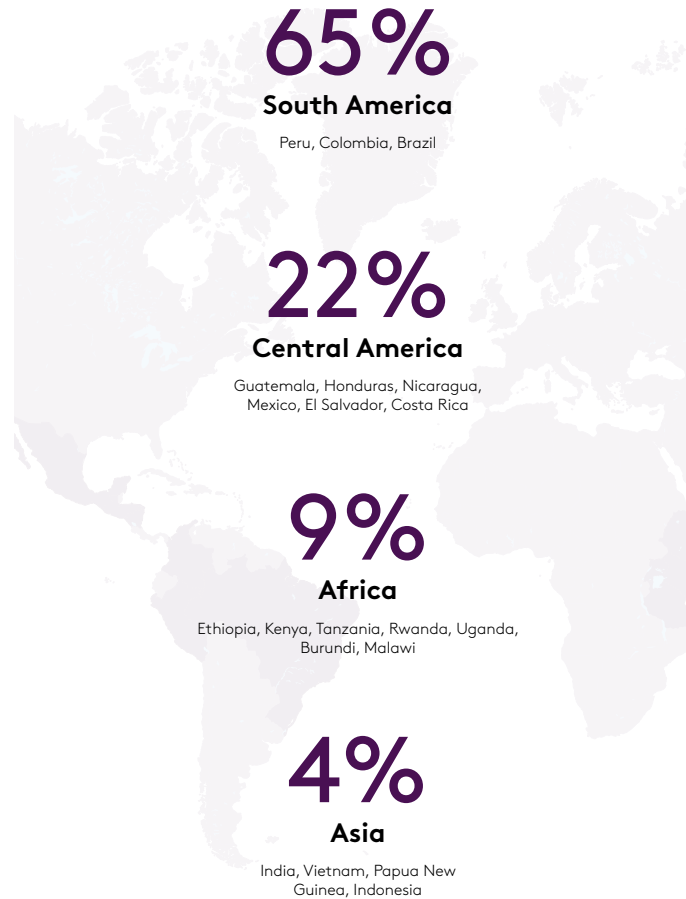 65%
South America
Peru, Colombia, Brazil
22%
Central America
Guatemala, Honduras, Nicaragua,
Mexico, El Salvador, Costa Rica
9%
Africa
Ethiopia, Kenya, Tanzania, Rwanda, Uganda,
Burundi, Malawi
4%
Asia
India, Vietnam, Papua New
Guinea, Indonesia